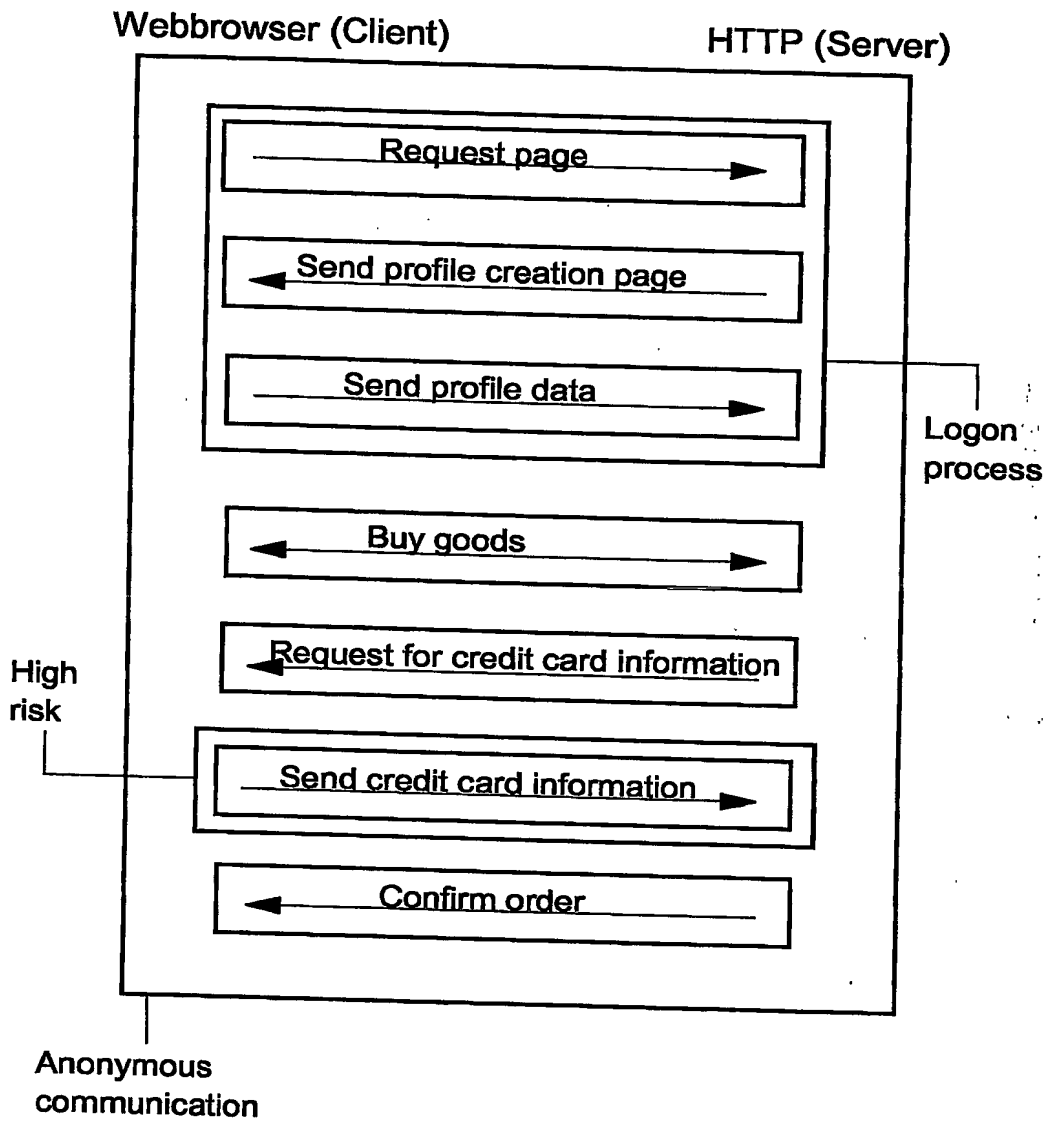 Webbrowser (Client)
HTTP (Server)
Request page
Send profile creation page
Send profile data
Logon
process
Buy goods
Request for credit card information
High
risk
Send credit card information
Confirm order
Anonymous
communication